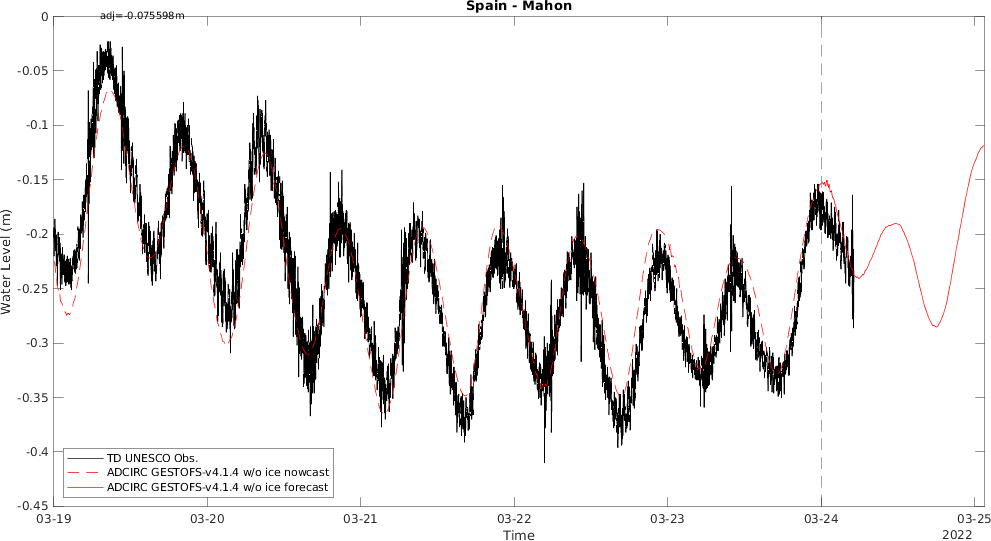 Spain - Mahon
adj=-0.075598m
0
-0.05
-0.1
-0.15
-0.2
-0.25
-0.3
-0.35
-0.4
-0.45
Water Level (m)
TD UNESCO Obs.
ADCIRC GESTOFS-v4.1.4 w/o ice nowcast
ADCIRC GESTOFS-v4.1.4 w/o ice forecast
03-19 03-20 03-21 03-22 03-23 03-24 03-25
Time
2022